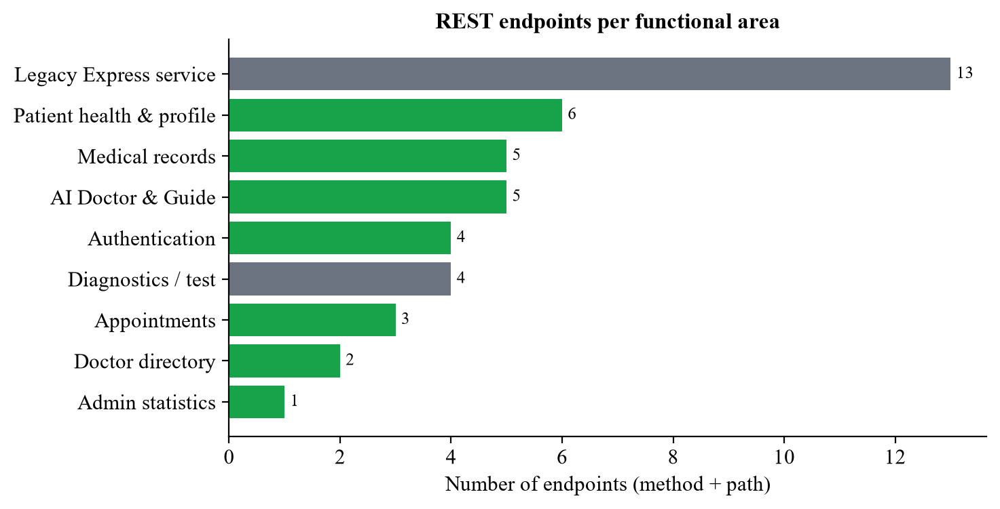 REST endpoints per functional area
Legacy Express service 13
Patient health & profile 6
Medical records 5
AI Doctor & Guide 5
Authentication 4
Diagnostics / test 4
Appointments 3
Doctor directory 2
Admin statistics 1
0 2 4 6 8 10 12
Number of endpoints (method + path)